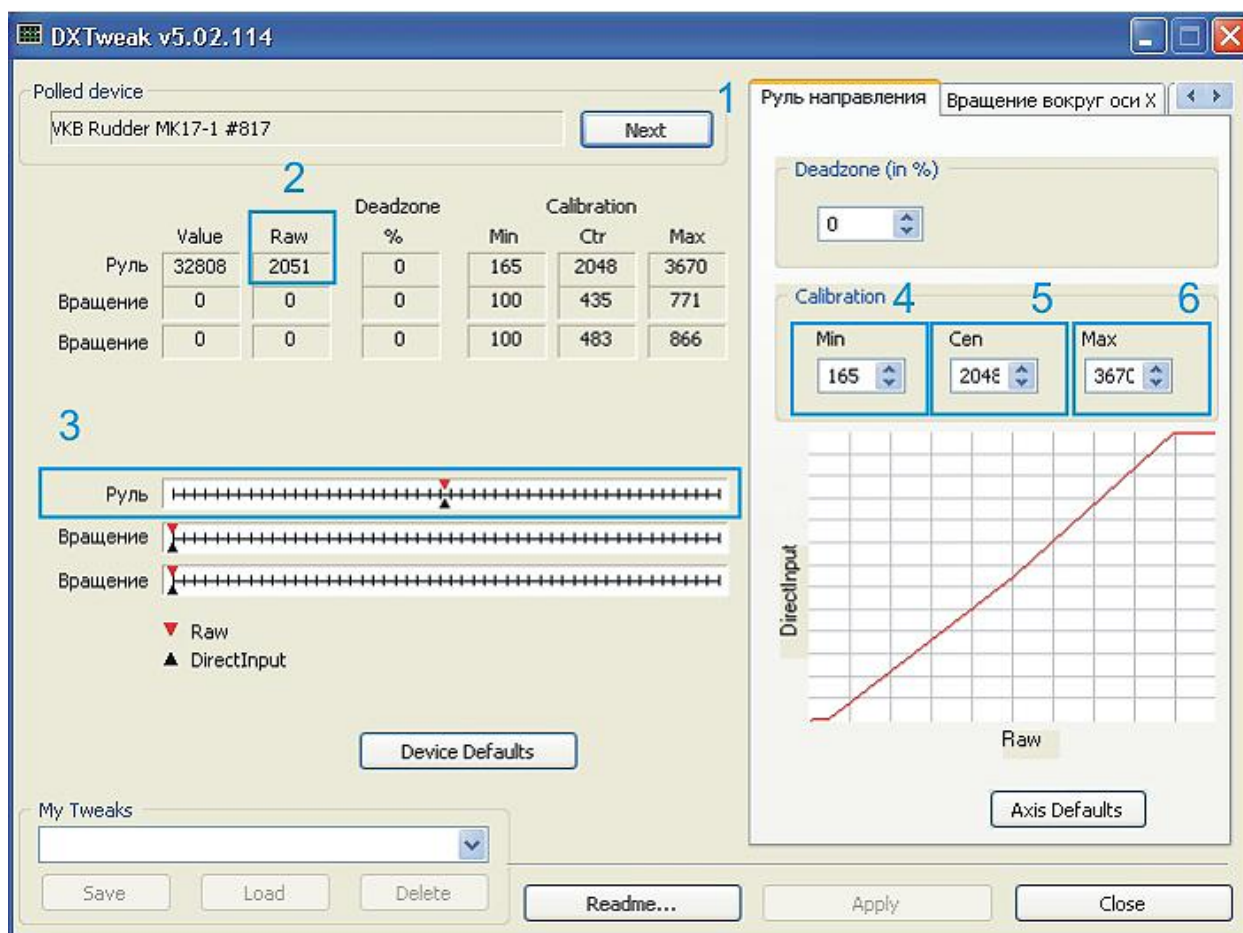 DXTweak v5.02.114
Polled device
1
VKB Rudder MK17-1 #817
Next
2
Deadzone Calibration
Value Raw % Min Ctr Max
Руль 32808 2051 0 165 2048 3670
Вращение 0 0 0 100 435 771
Вращение 0 0 0 100 483 866
3
Руль
Вращение
Вращение
Raw
DirectInput
Device Defaults
My Tweaks
Save Load Delete
Readme...
Руль направления Вращение вокруг оси X
Deadzone (in %)
0
Calibration 4 5 6
Min Cen Max
165 2048 3670
DirectInput
Raw
Axis Defaults
Apply Close